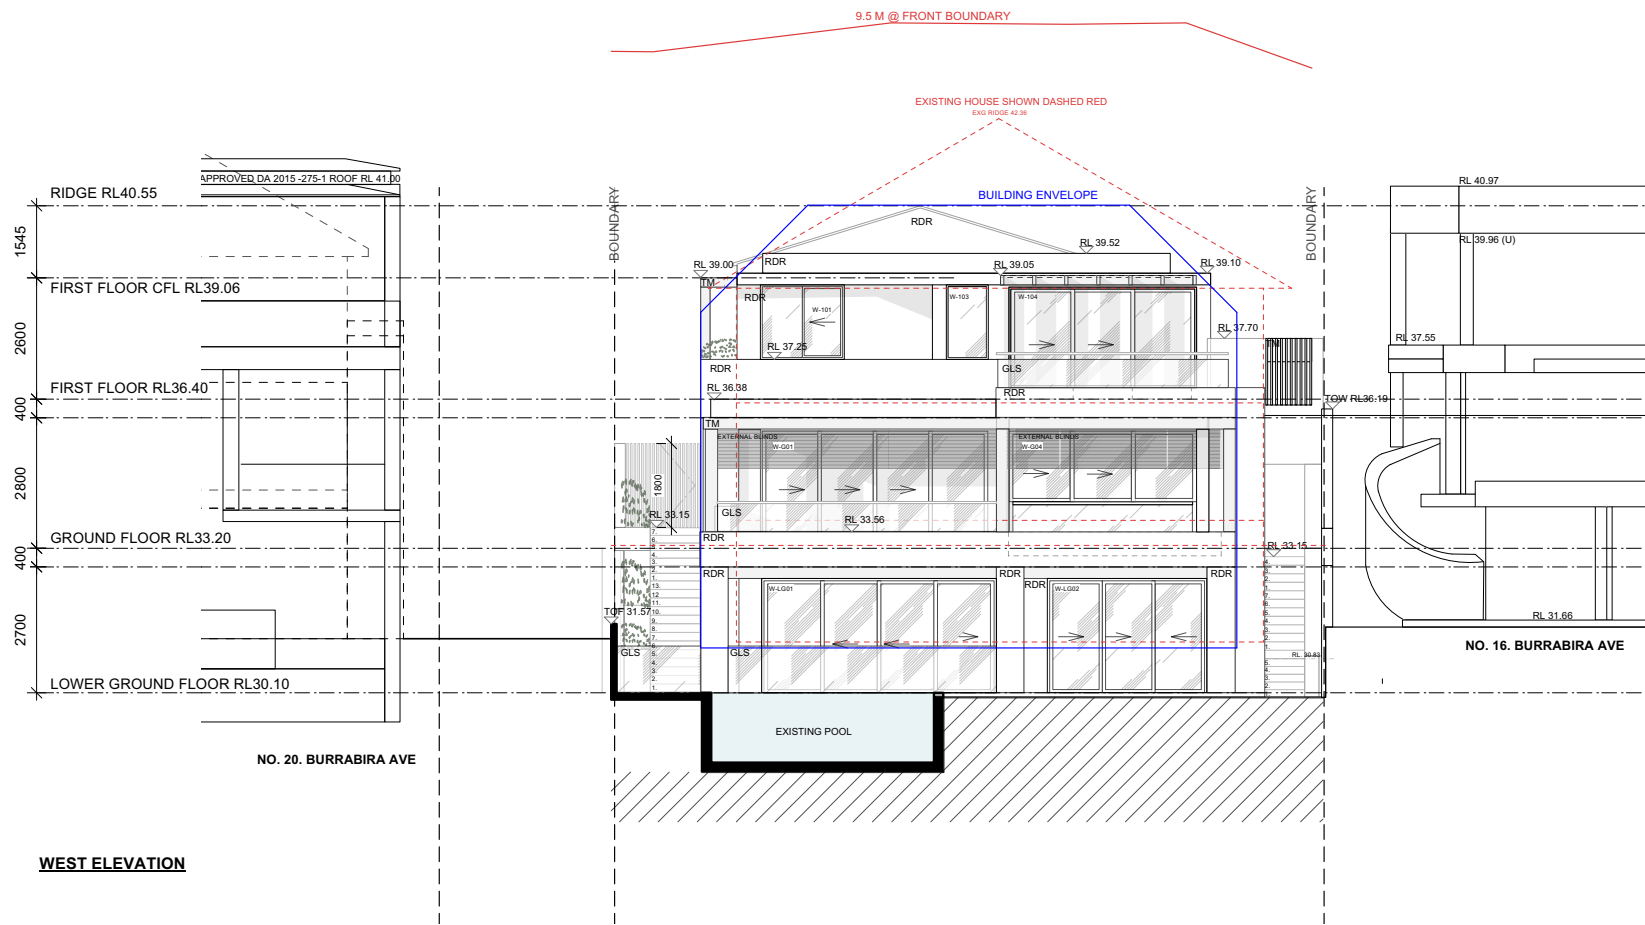 9.5 M @ FRONT BOUNDARY
EXISTING HOUSE SHOWN DASHED RED
EXG RIDGE 42.36
APPROVED DA 2015 -275-1 ROOF RL 41.00
RIDGE RL40.55
BUILDING ENVELOPE
BOUNDARY
BOUNDARY
RL 40.97
RDR
RL 39.96 (U)
RL 39.52
1545
RDR
RL 39.00
RL 39.05
RL 39.10
FIRST FLOOR CFL RL39.06
TM
RDR
W-101
W-103
W-104
2600
RL 37.70
RL 37.55
TM
RL 37.25
RDR
GLS
FIRST FLOOR RL36.40
RL 36.38
RDR
TOW RL36.19
400
TM
EXTERNAL BLINDS
W-G01
EXTERNAL BLINDS
W-G04
2800
1800
GLS
RL 33.15
RL 33.56
GROUND FLOOR RL33.20
RDR
RL 33.15
400
RDR
RDR
RDR
RDR
W-LG01
W-LG02
TOF 31.57
RL 31.66
2700
GLS
GLS
RL 30.83
NO. 16. BURRABIRA AVE
LOWER GROUND FLOOR RL30.10
EXISTING POOL
NO. 20. BURRABIRA AVE
WEST ELEVATION